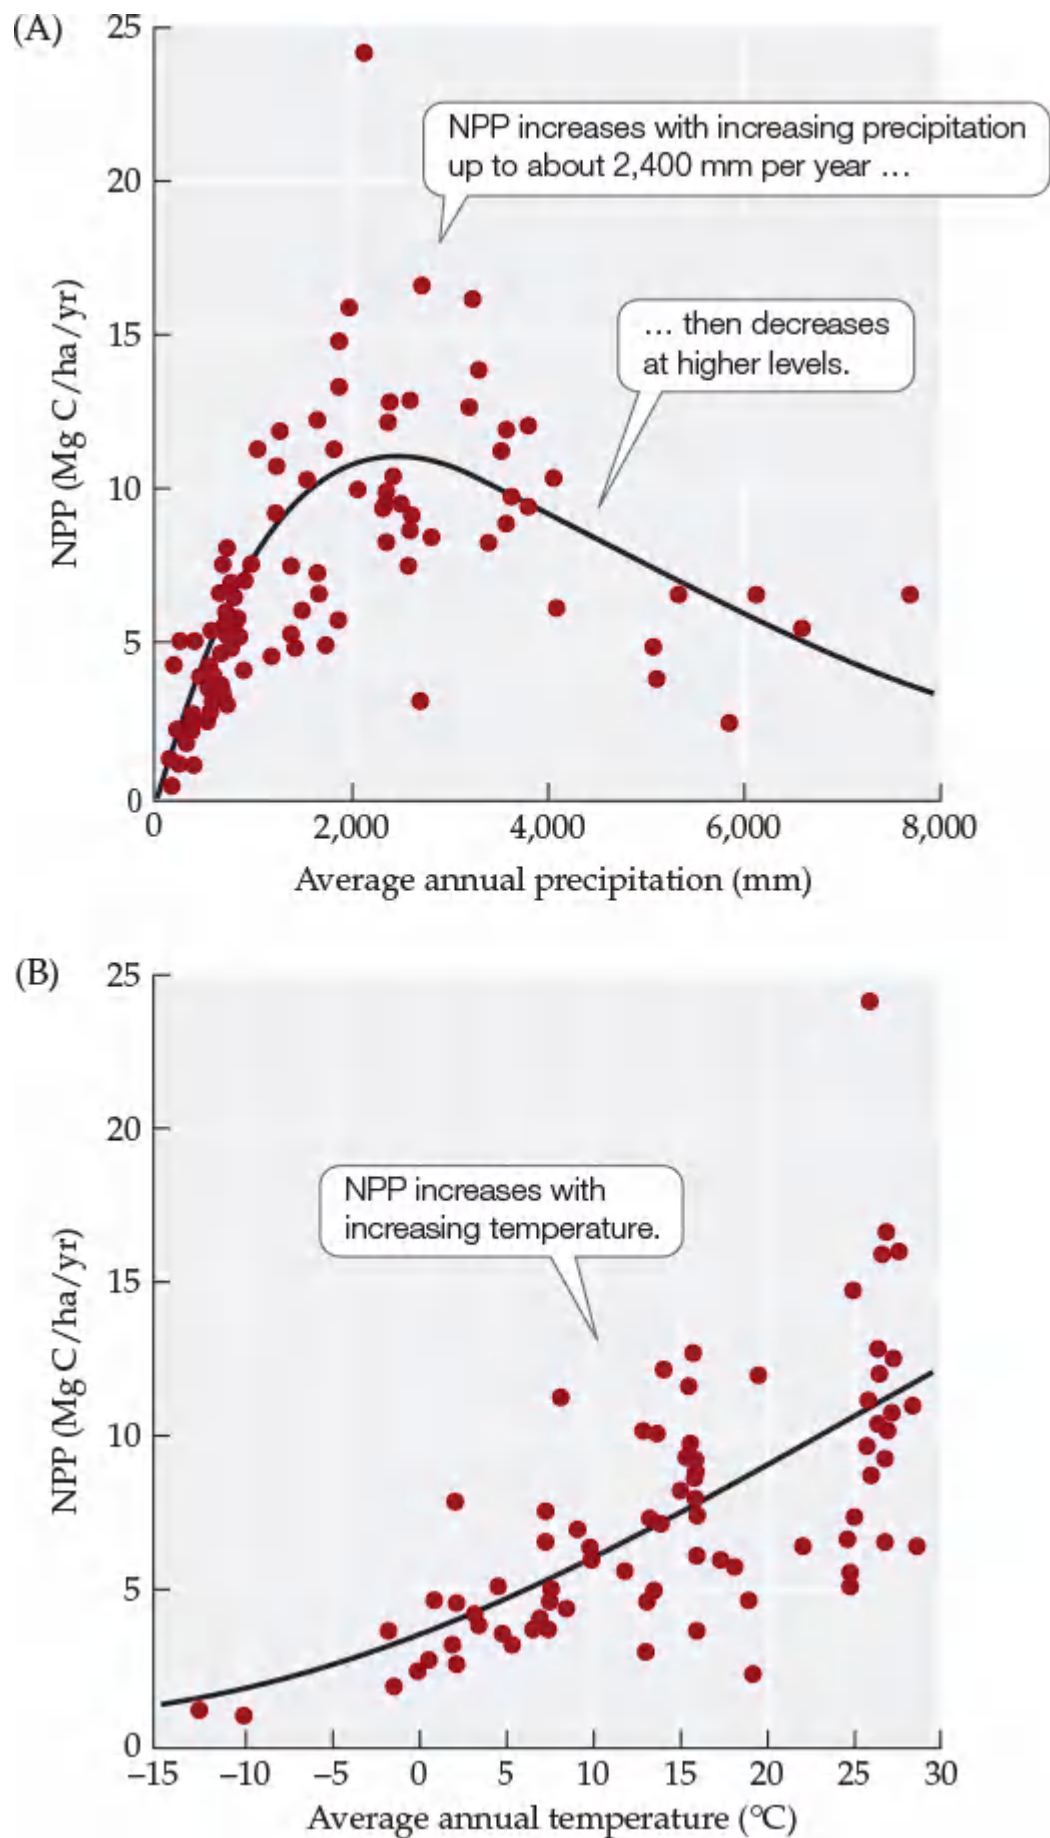 (A)
25
20
15
10
5
0
NPP (Mg C/ha/yr)
NPP increases with increasing precipitation
up to about 2,400 mm per year …
… then decreases
at higher levels.
0 2,000 4,000 6,000 8,000
Average annual precipitation (mm)
(B)
25
20
15
10
5
0
NPP (Mg C/ha/yr)
NPP increases with
increasing temperature.
–15 –10 –5 0 5 10 15 20 25 30
Average annual temperature (°C)